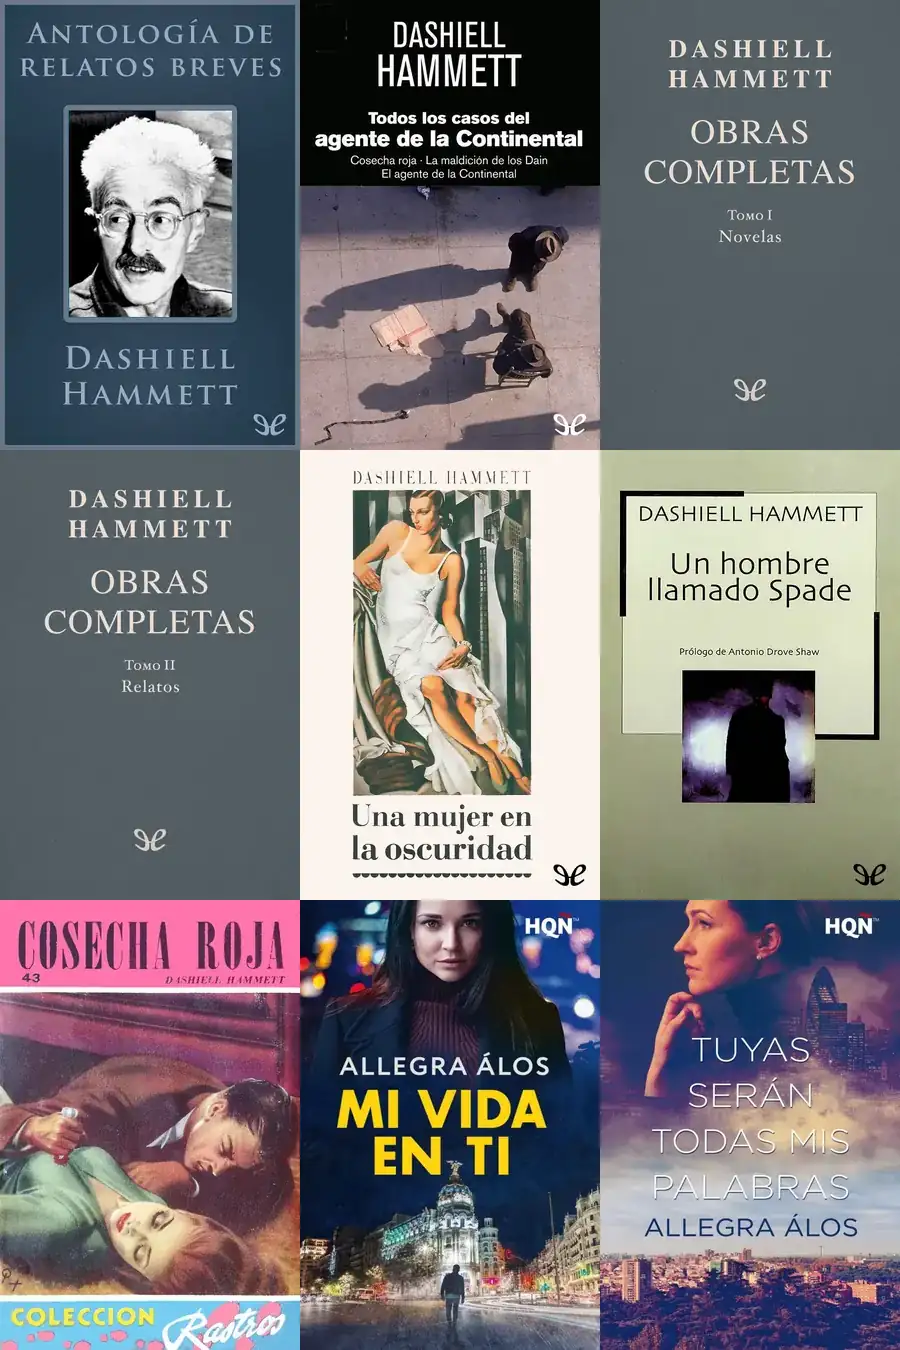 ANTOLOGÍA DE
RELATOS BREVES
DASHIELL
HAMMETT
DASHIELL
HAMMETT
Todos los casos del
agente de la Continental
Cosecha roja · La maldición de los Dain
El agente de la Continental
DASHIELL
HAMMETT
OBRAS
COMPLETAS
TOMO I
Novelas
DASHIELL
HAMMETT
OBRAS
COMPLETAS
TOMO II
Relatos
DASHIELL HAMMETT
Una mujer en
la oscuridad
DASHIELL HAMMETT
Un hombre
llamado Spade
Prólogo de Antonio Drove Shaw
COSECHA ROJA
43
DASHIELL HAMMETT
COLECCION
Rastros
HQN™
ALLEGRA ÁLOS
MI VIDA
EN TI
HQN™
TUYAS
SERÁN
TODAS MIS
PALABRAS
ALLEGRA ÁLOS